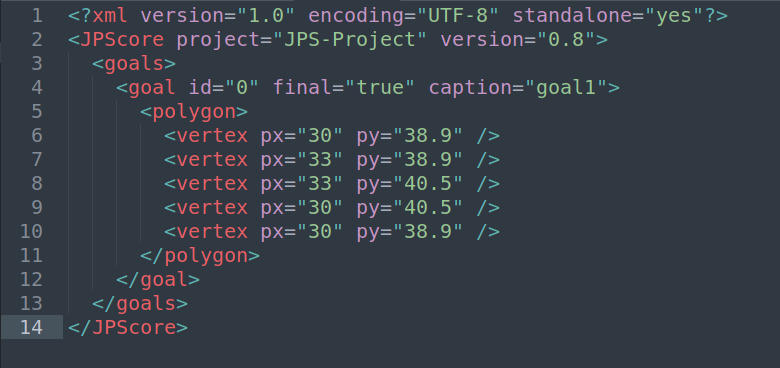 1 <?xml version="1.0" encoding="UTF-8" standalone="yes"?>
2 <JPScore project="JPS-Project" version="0.8">
3   <goals>
4     <goal id="0" final="true" caption="goal1">
5       <polygon>
6         <vertex px="30" py="38.9" />
7         <vertex px="33" py="38.9" />
8         <vertex px="33" py="40.5" />
9         <vertex px="30" py="40.5" />
10         <vertex px="30" py="38.9" />
11       </polygon>
12     </goal>
13   </goals>
14 </JPScore>